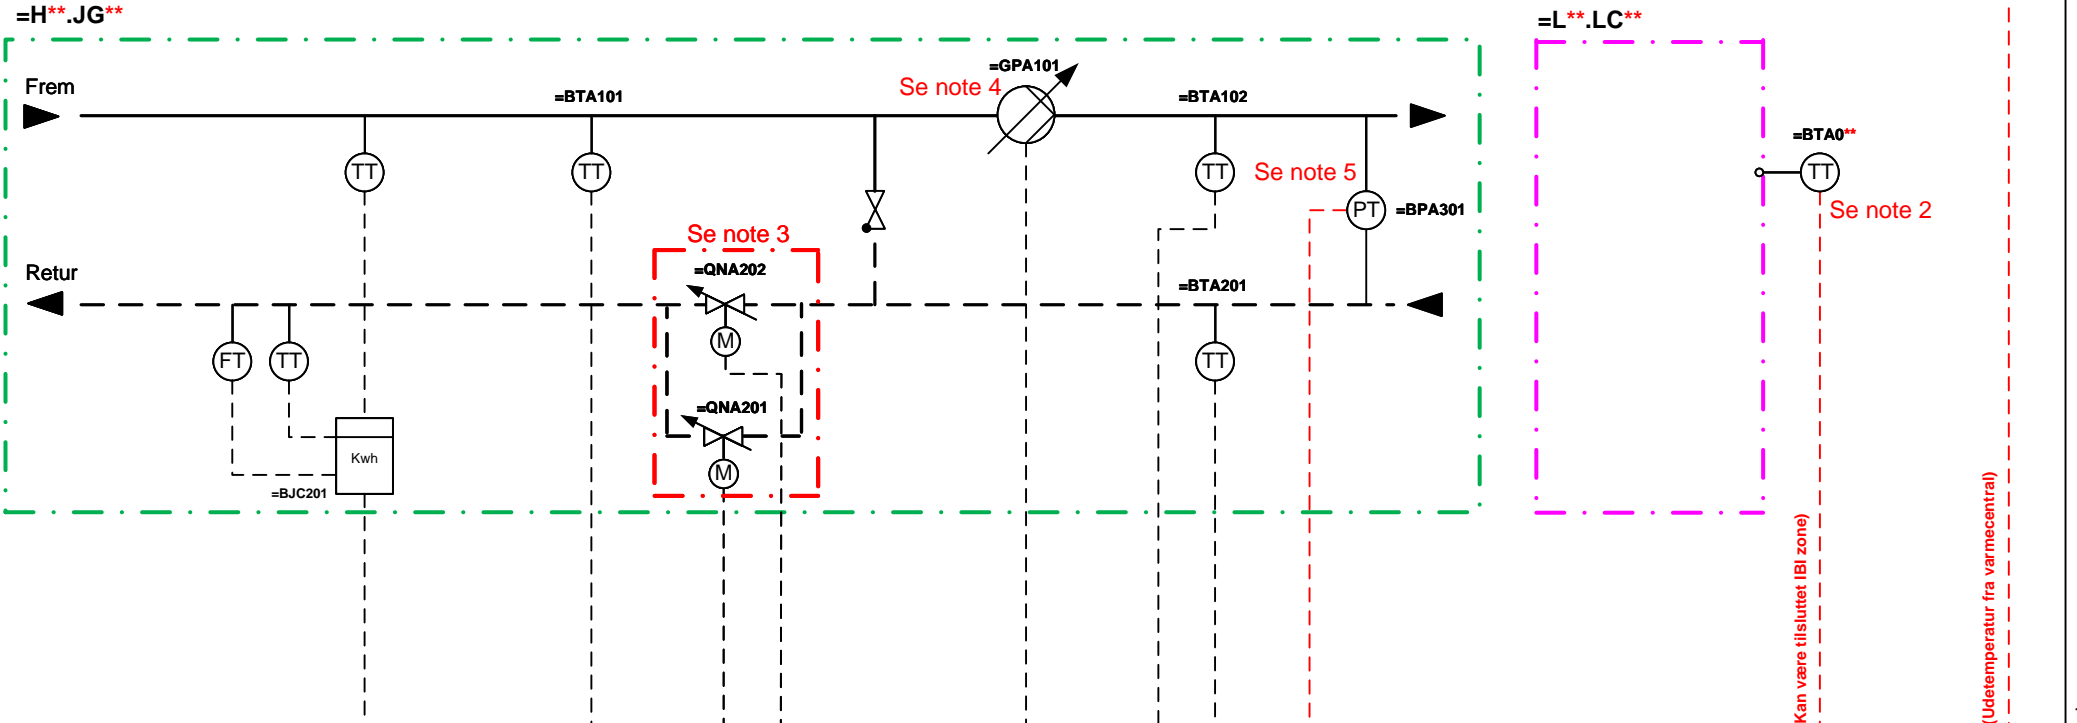 =H**.JG**
=L**.LC**
Frem
=GPA101
Se note 4
=BTA101
=BTA102
=BTA0**
TT
TT
TT
Se note 5
TT
PT
=BPA301
Se note 2
Se note 3
Retur
=QNA202
=BTA201
M
FT
TT
TT
=QNA201
Kwh
M
=BJC201
Kan være tilsluttet IBI zone)
(Udetemperatur fra varmecentral)